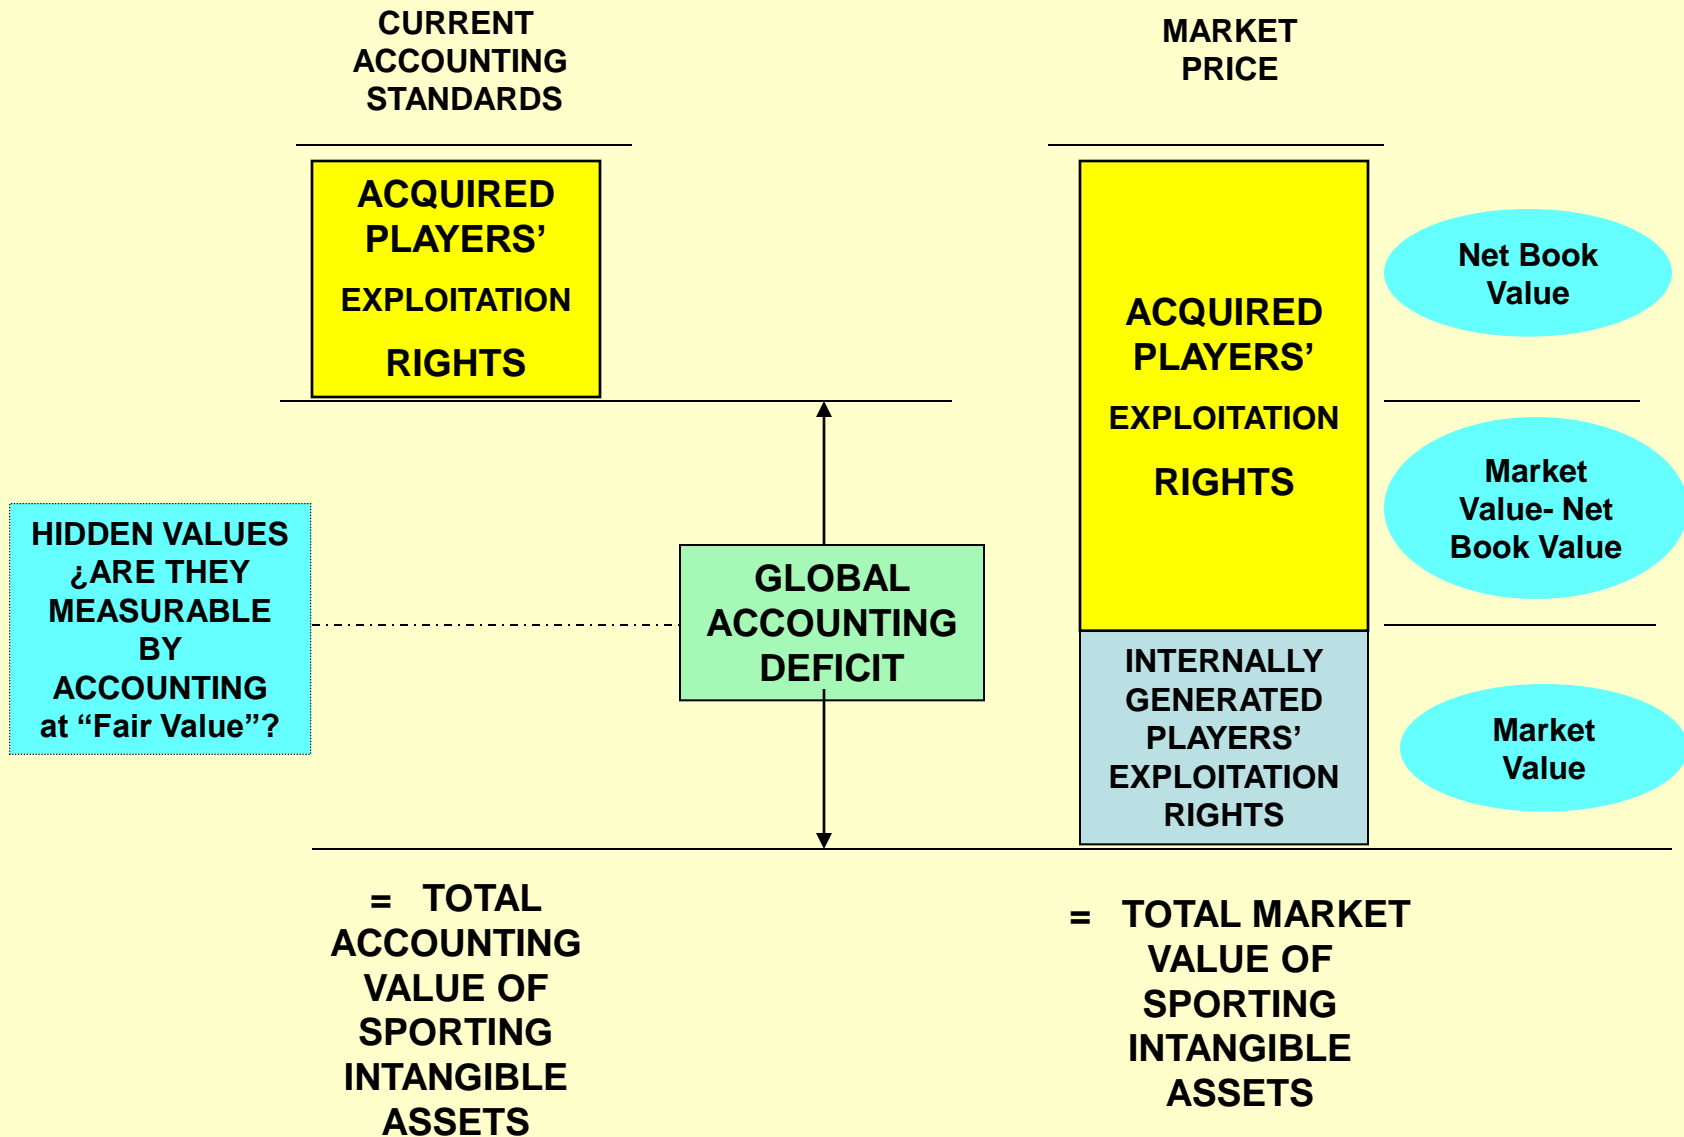 CURRENT
ACCOUNTING
STANDARDS
MARKET
PRICE
ACQUIRED
PLAYERS’
EXPLOITATION
RIGHTS
ACQUIRED
PLAYERS’
EXPLOITATION
RIGHTS
Net Book
Value
Market
Value- Net
Book Value
HIDDEN VALUES
¿ARE THEY
MEASURABLE
BY
ACCOUNTING
at “Fair Value”?
GLOBAL
ACCOUNTING
DEFICIT
INTERNALLY
GENERATED
PLAYERS’
EXPLOITATION
RIGHTS
Market
Value
= TOTAL
ACCOUNTING
VALUE OF
SPORTING
INTANGIBLE
ASSETS
= TOTAL MARKET
VALUE OF
SPORTING
INTANGIBLE
ASSETS